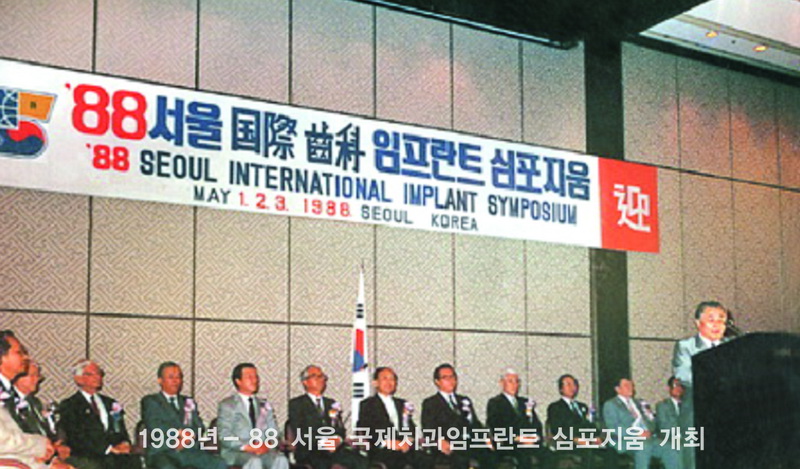 '88 서울 国際 歯科 임프란트 심포지움
迎
'88 SEOUL INTERNATIONAL IMPLANT SYMPOSIUM
MAY 1.2.3. 1988 SEOUL KOREA
1988년- 88 서울 국제치과암프란트 심포지움 개최